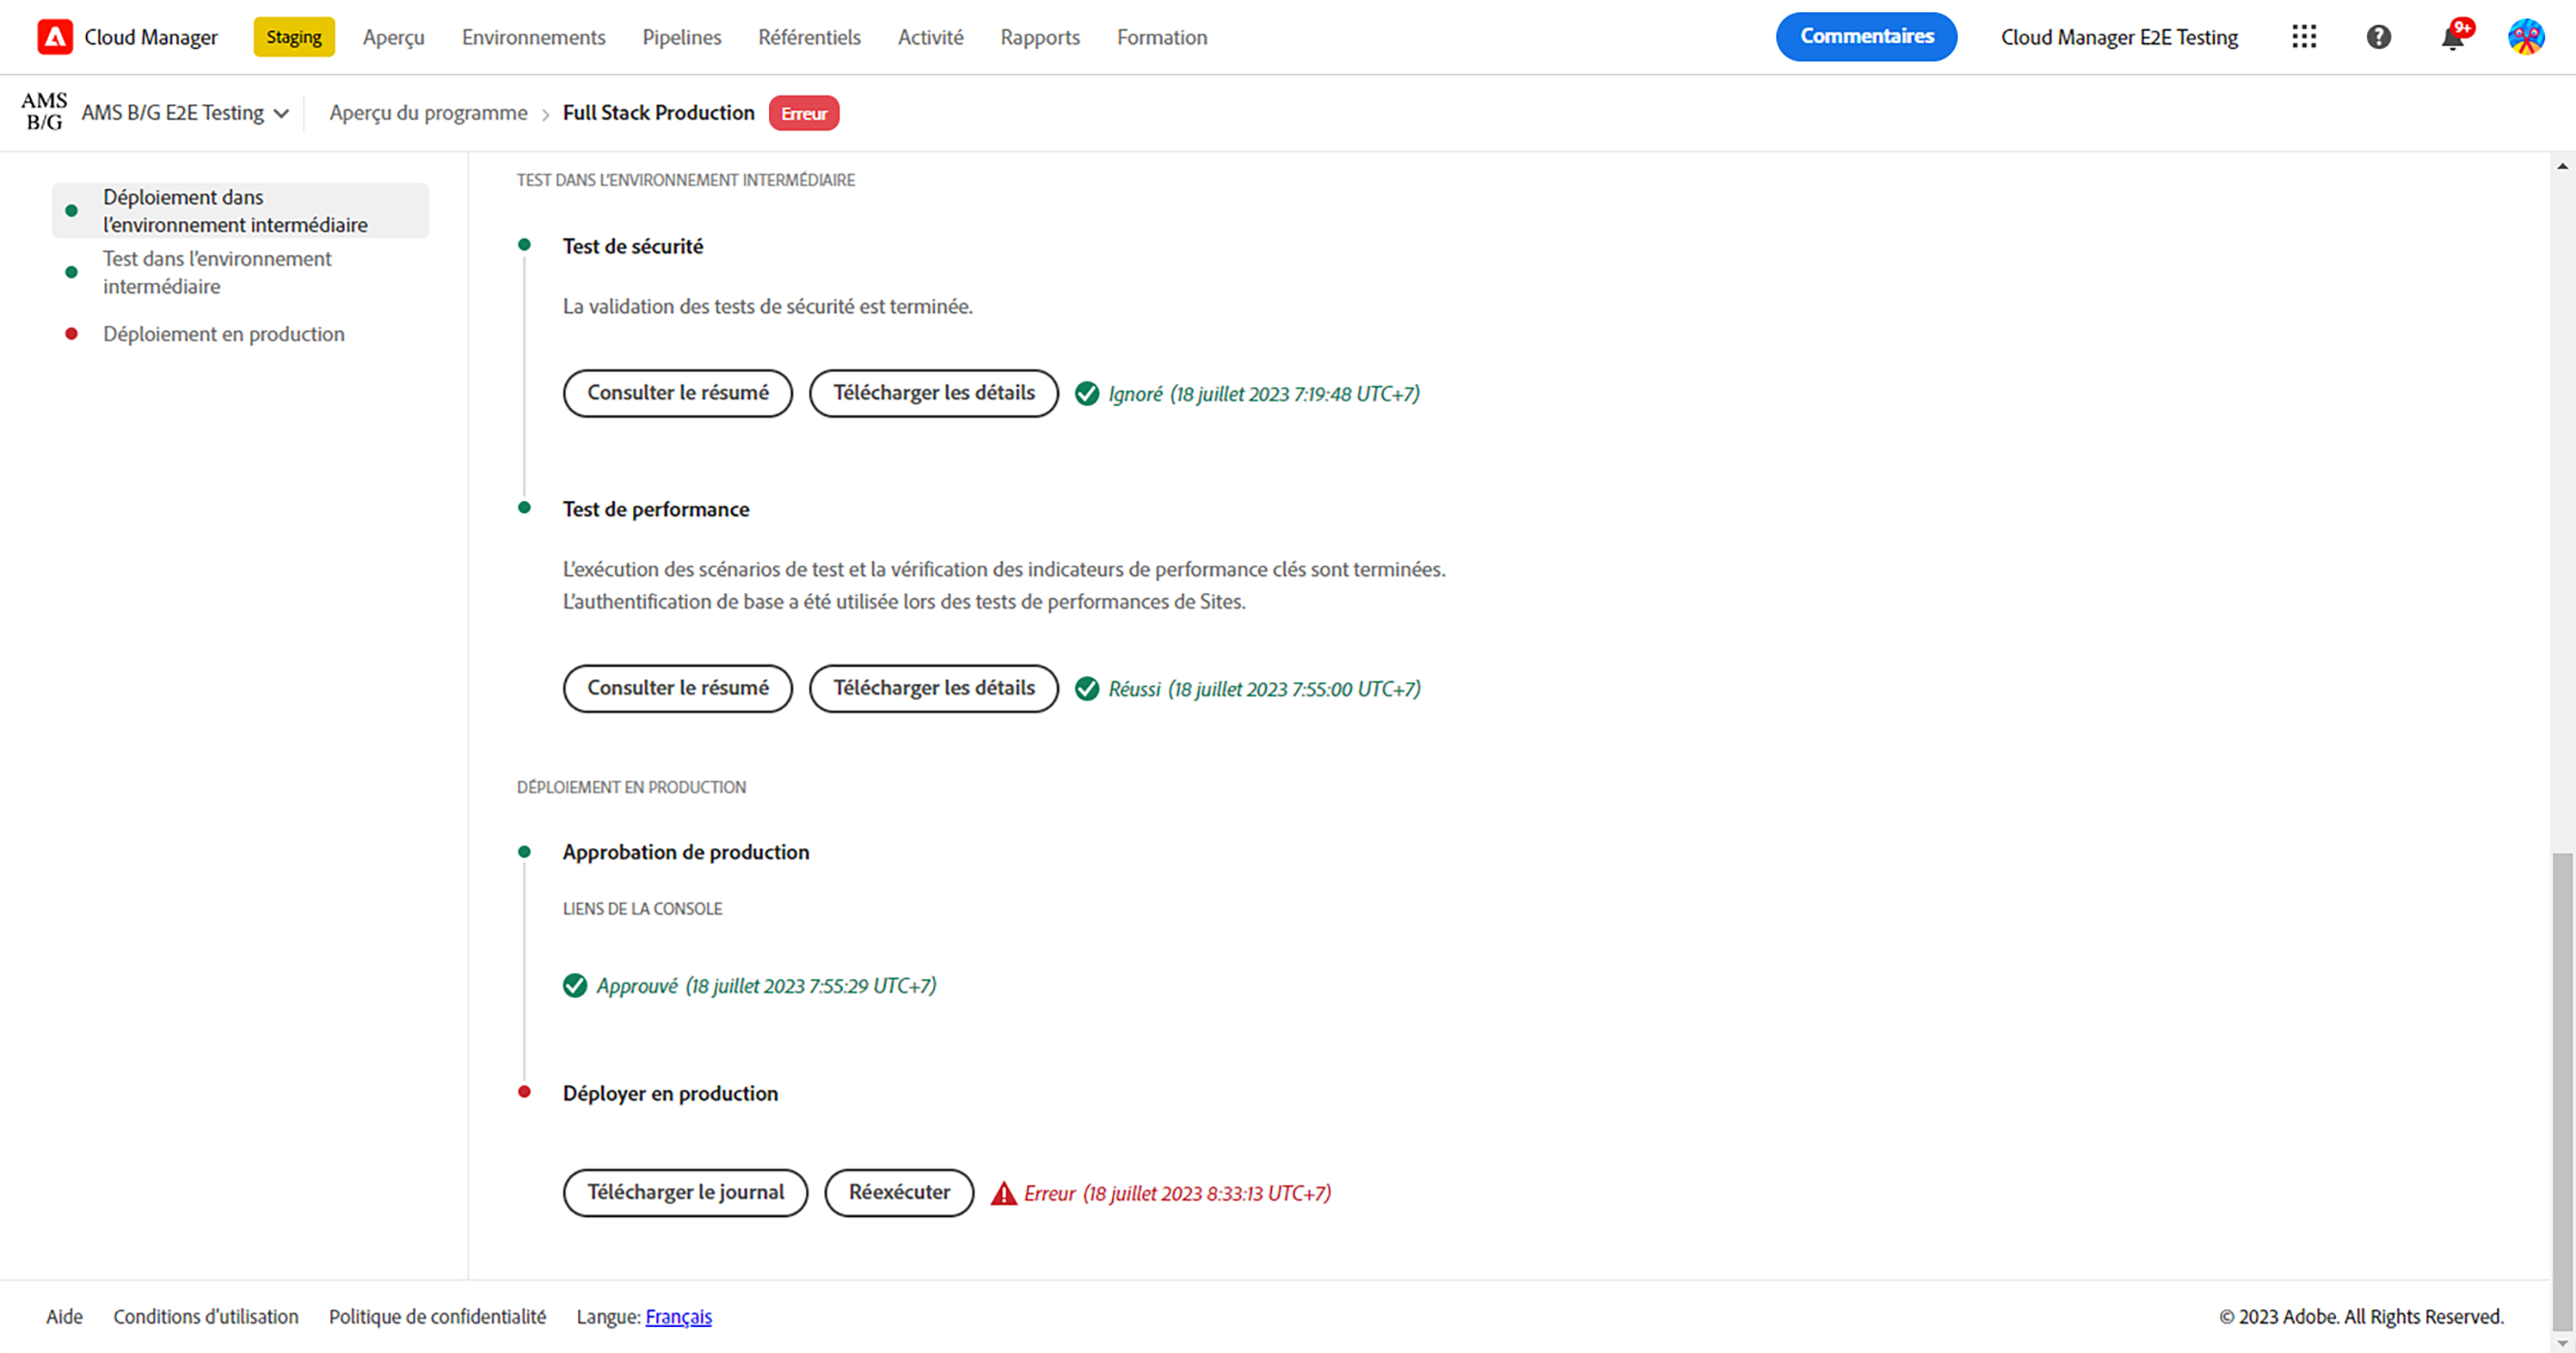 Cloud Manager
Staging
Aperçu
Environnements
Pipelines
Référentiels
Activité
Rapports
Formation
Commentaires
Cloud Manager E2E Testing
9+
AMS
B/G
AMS B/G E2E Testing
Aperçu du programme
Full Stack Production
Erreur
Déploiement dans
l'environnement intermédiaire
Test dans l'environnement
intermédiaire
Déploiement en production
TEST DANS L'ENVIRONNEMENT INTERMÉDIAIRE
Test de sécurité
La validation des tests de sécurité est terminée.
Consulter le résumé
Télécharger les détails
Ignoré (18 juillet 2023 7:19:48 UTC+7)
Test de performance
L'exécution des scénarios de test et la vérification des indicateurs de performance clés sont terminées.
L'authentification de base a été utilisée lors des tests de performances de Sites.
Consulter le résumé
Télécharger les détails
Réussi (18 juillet 2023 7:55:00 UTC+7)
DÉPLOIEMENT EN PRODUCTION
Approbation de production
LIENS DE LA CONSOLE
Approuvé (18 juillet 2023 7:55:29 UTC+7)
Déployer en production
Télécharger le journal
Réexécuter
Erreur (18 juillet 2023 8:33:13 UTC+7)
Aide
Conditions d'utilisation
Politique de confidentialité
Langue: Français
© 2023 Adobe. All Rights Reserved.